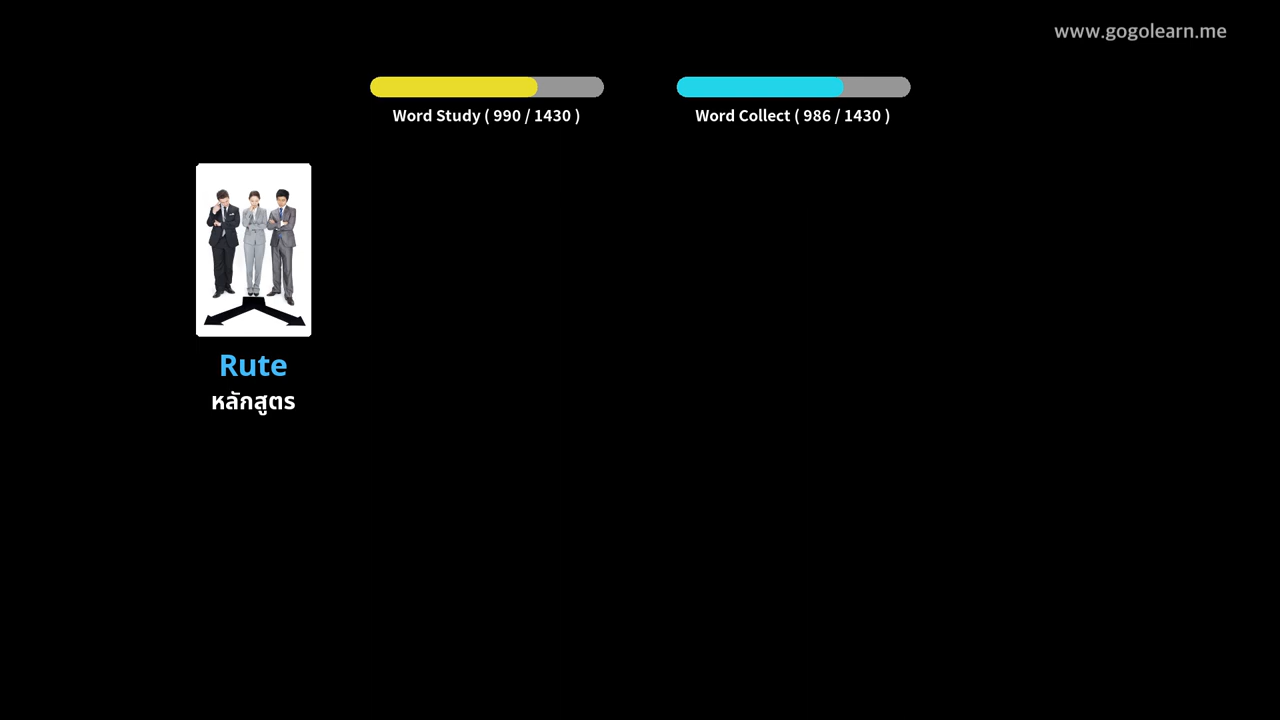 www.gogolearn.me
Word Study ( 990 / 1430 )
Word Collect ( 986 / 1430 )
Rute
หลักสูตร